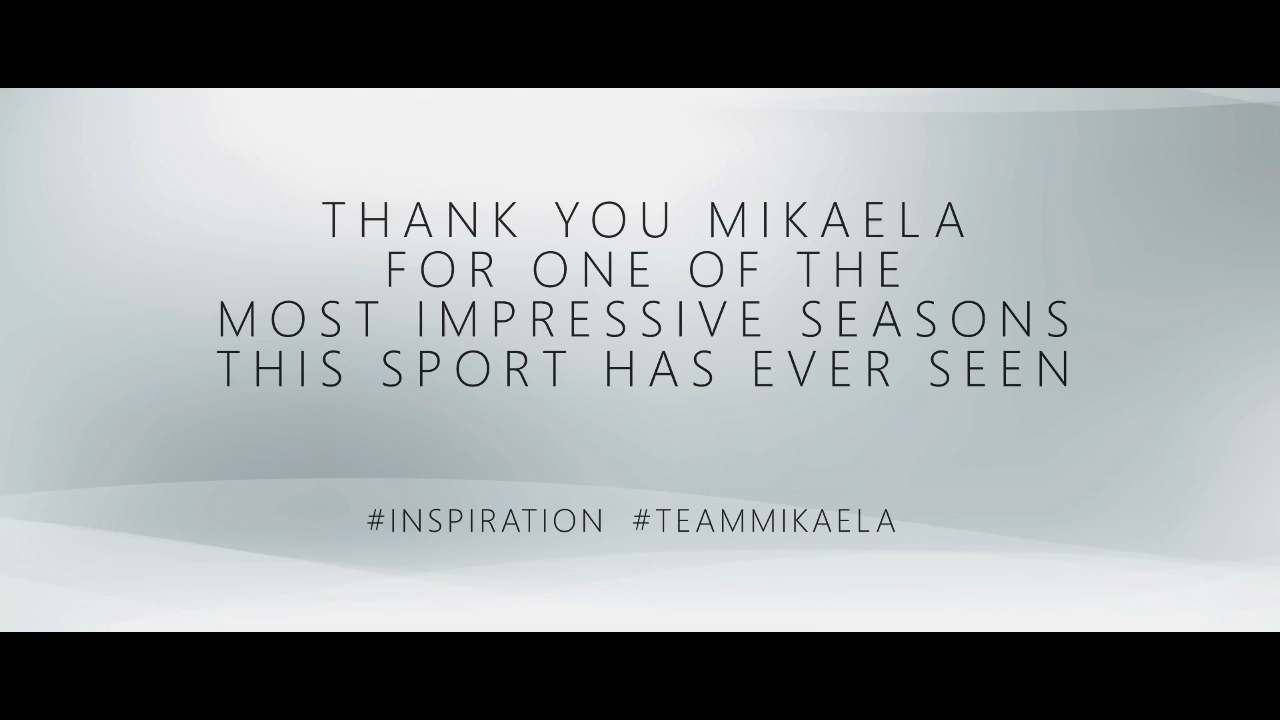 THANK YOU MIKAELA
FOR ONE OF THE
MOST IMPRESSIVE SEASONS
THIS SPORT HAS EVER SEEN
#INSPIRATION #TEAMMIKAELA